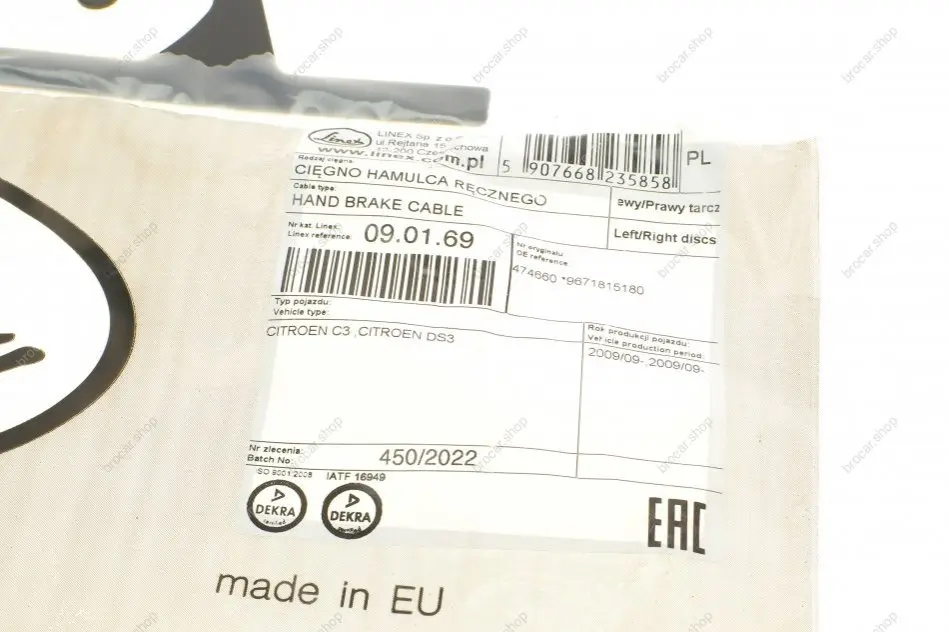 Linex
LINEX Sp. z o
ul.Rejtana 15
www.linex.com.pl
5 907668 235858
PL
Rodzaj cięgna:
CIĘGNO HAMULCA RĘCZNEGO
ewy/Prawy tarcz
Cable type:
HAND BRAKE CABLE
Left/Right discs
Nr kat. Linex:
Linex reference:
09.01.69
Nr oryginału
OE reference:
474660 *9671815180
Typ pojazdu:
Vehicle type:
CITROEN C3 ,CITROEN DS3
Rok produkcji pojazdu:
Vehicle production period:
2009/09-,2009/09-
Nr zlecenia:
Batch No:
450/2022
ISO 9001:2008
IATF 16949
DEKRA
DEKRA
EAC
made in EU
brocar.shop